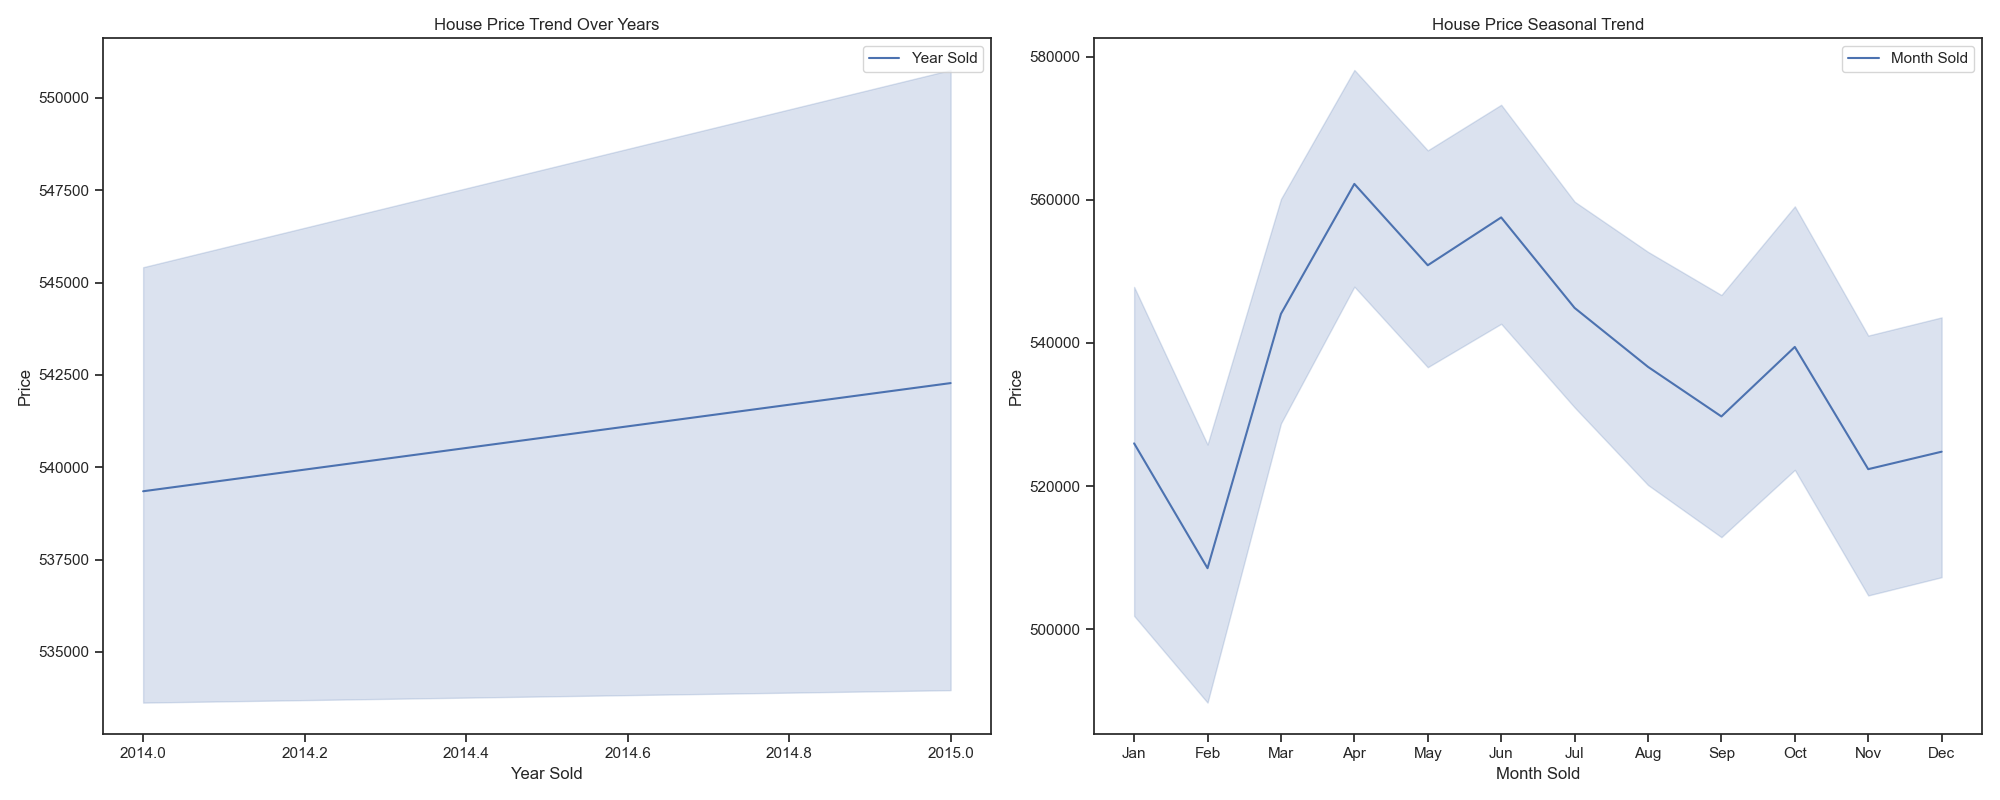 House Price Trend Over Years
Year Sold
550000
547500
545000
542500
540000
537500
535000
Price
2014.0 2014.2 2014.4 2014.6 2014.8 2015.0
Year Sold
House Price Seasonal Trend
Month Sold
580000
560000
540000
520000
500000
Price
Jan Feb Mar Apr May Jun Jul Aug Sep Oct Nov Dec
Month Sold